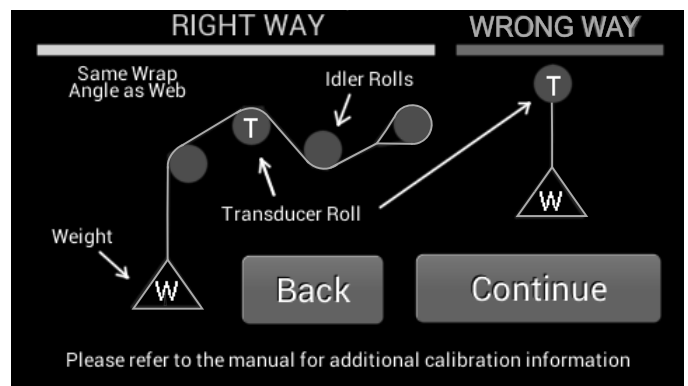 RIGHT WAY
WRONG WAY
Same Wrap
Angle as Web
Idler Rolls
T
T
Transducer Roll
W
Weight
W
Back
Continue
Please refer to the manual for additional calibration information